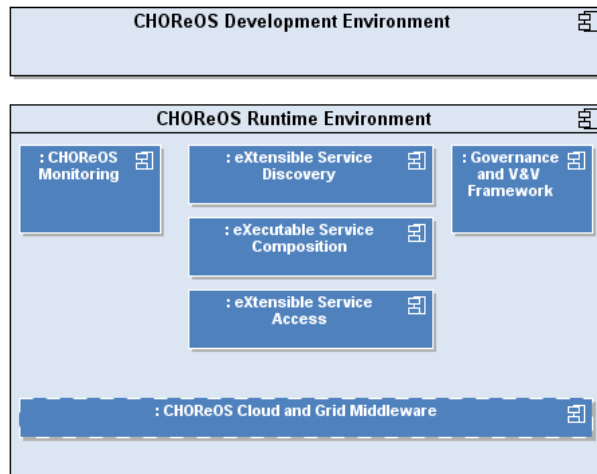 CHOReOS Development Environment
CHOReOS Runtime Environment
: CHOReOS
Monitoring
: eXtensible Service
Discovery
: Governance
and V&V
Framework
: eXecutable Service
Composition
: eXtensible Service
Access
: CHOReOS Cloud and Grid Middleware